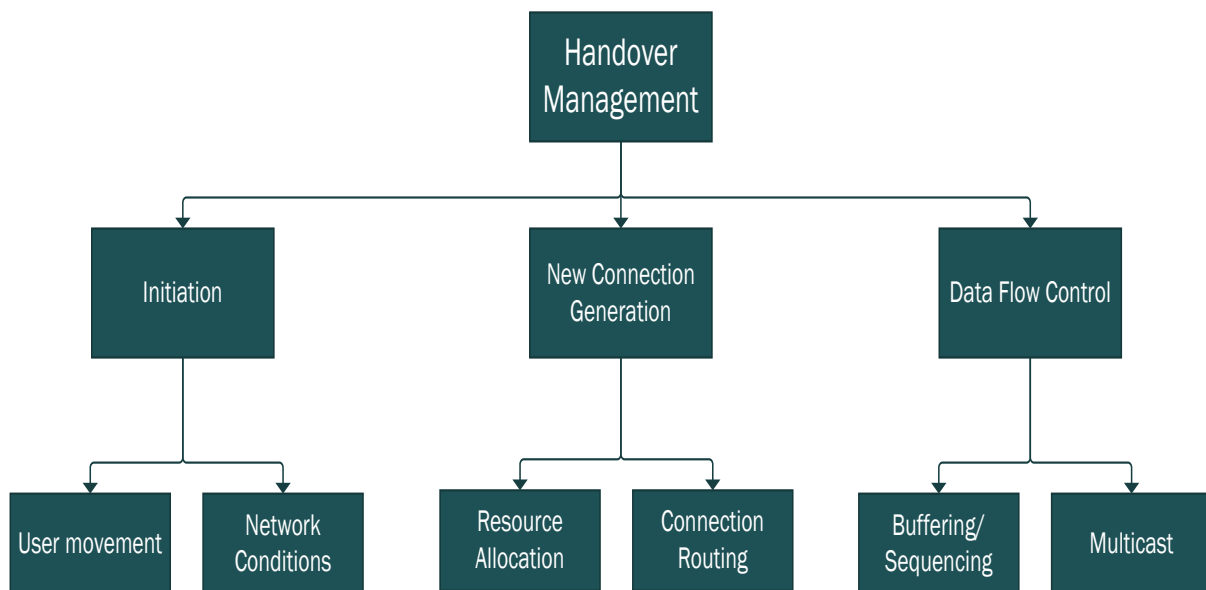 Handover
Management
Initiation
New Connection
Generation
Data Flow Control
User movement
Network
Conditions
Resource
Allocation
Connection
Routing
Buffering/
Sequencing
Multicast